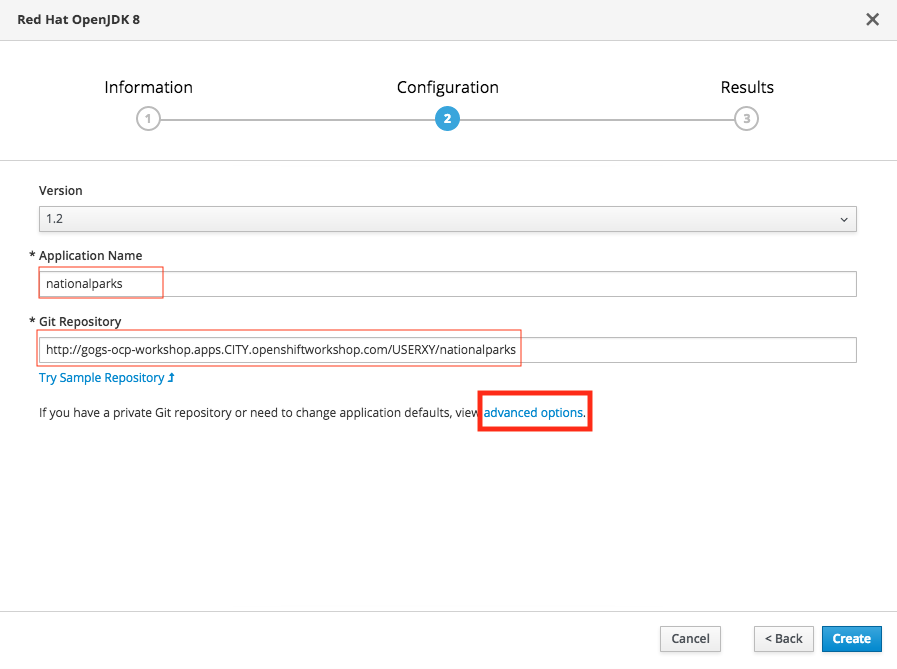 Red Hat OpenJDK 8
Information Configuration Results
1 2 3
Version
1.2
* Application Name
nationalparks
* Git Repository
http://gogs-ocp-workshop.apps.CITY.openshiftworkshop.com/USERXY/nationalparks
Try Sample Repository
If you have a private Git repository or need to change application defaults, view advanced options.
Cancel < Back Create